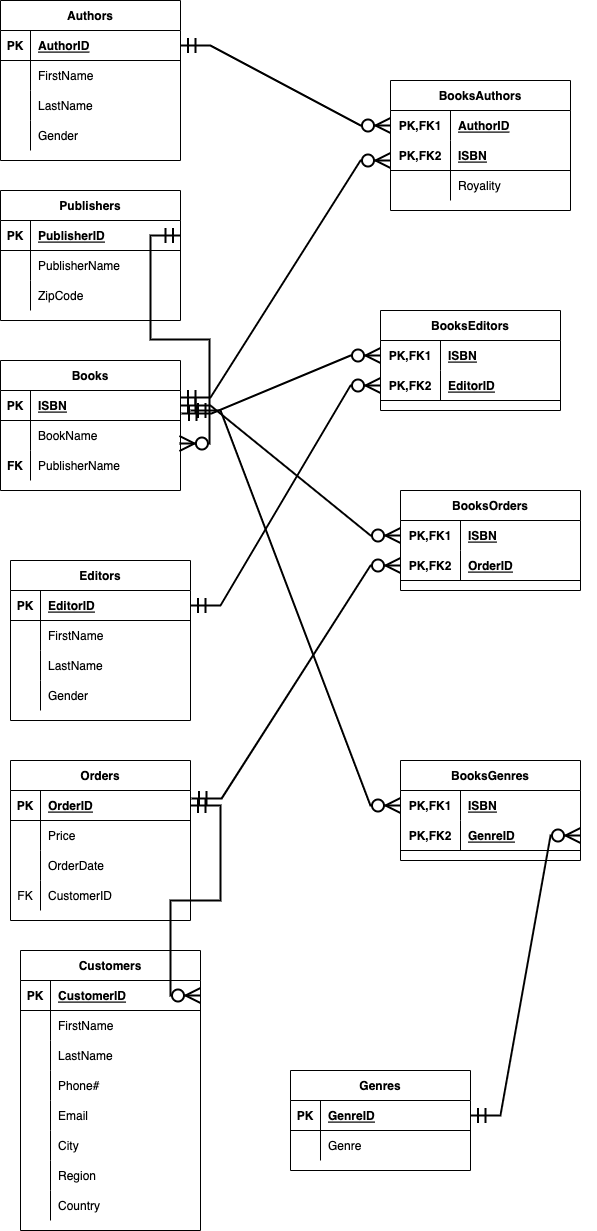 Authors
PK AuthorID
FirstName
LastName
Gender
BooksAuthors
PK,FK1 AuthorID
PK,FK2 ISBN
Royality
Publishers
PK PublisherID
PublisherName
ZipCode
BooksEditors
PK,FK1 ISBN
PK,FK2 EditorID
Books
PK ISBN
BookName
FK PublisherName
BooksOrders
PK,FK1 ISBN
PK,FK2 OrderID
Editors
PK EditorID
FirstName
LastName
Gender
Orders
PK OrderID
Price
OrderDate
FK CustomerID
BooksGenres
PK,FK1 ISBN
PK,FK2 GenreID
Customers
PK CustomerID
FirstName
LastName
Phone#
Email
City
Region
Country
Genres
PK GenreID
Genre